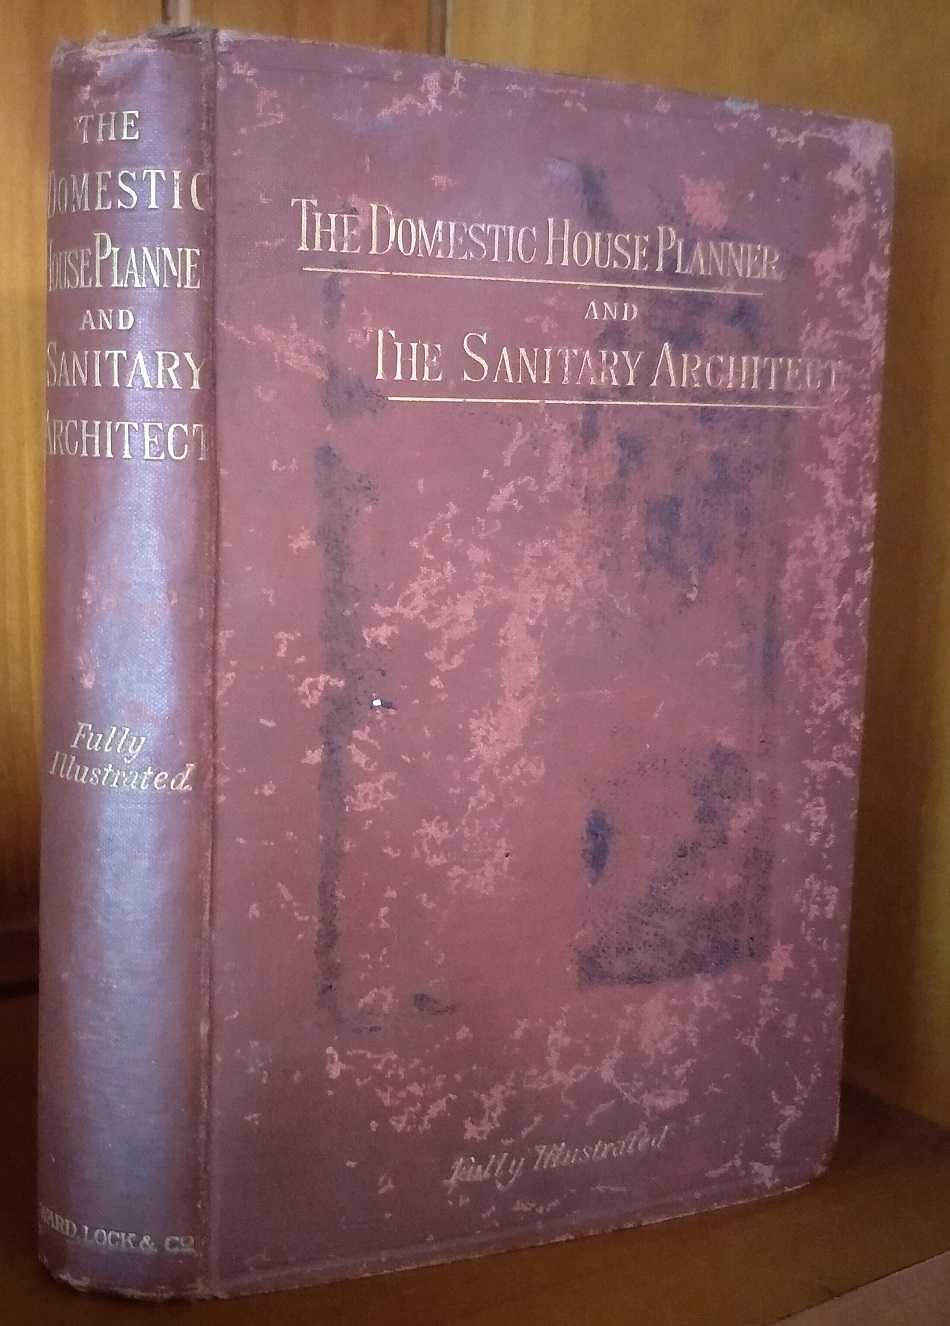 THE
DOMESTIC
HOUSE PLANNE
AND
SANITARY
ARCHITECT
Fully
Illustrated.
WARD, LOCK & CO
THE DOMESTIC HOUSE PLANNER
AND
THE SANITARY ARCHITECT
Fully Illustrated